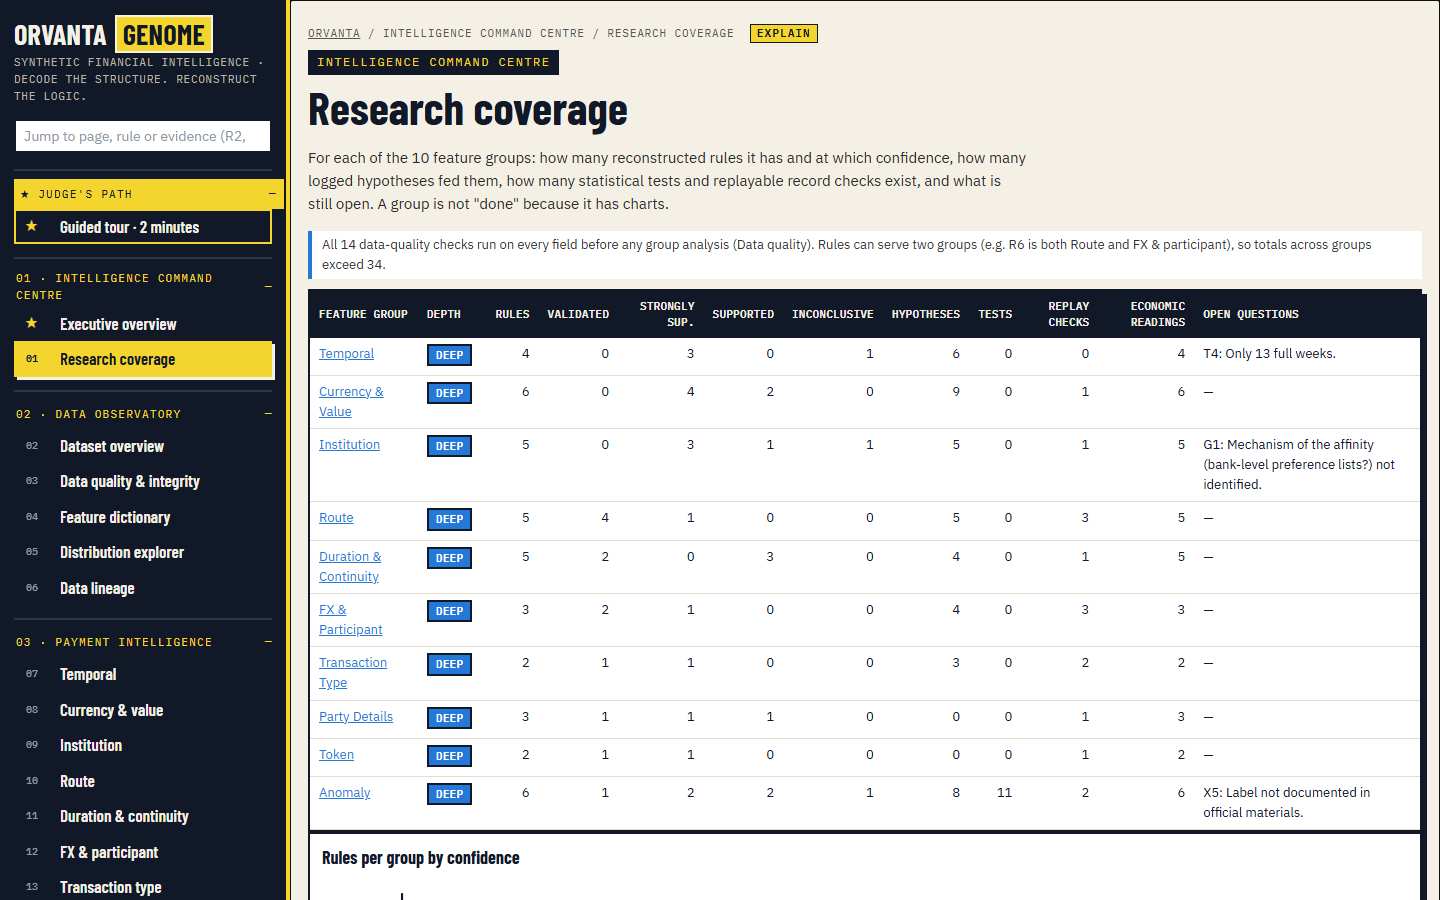 ORVANTA GENOME
SYNTHETIC FINANCIAL INTELLIGENCE ·
DECODE THE STRUCTURE. RECONSTRUCT
THE LOGIC.
Jump to page, rule or evidence (R2,
★ JUDGE'S PATH –
★ Guided tour · 2 minutes
01 · INTELLIGENCE COMMAND
CENTRE –
★ Executive overview
01 Research coverage
02 · DATA OBSERVATORY –
02 Dataset overview
03 Data quality & integrity
04 Feature dictionary
05 Distribution explorer
06 Data lineage
03 · PAYMENT INTELLIGENCE –
07 Temporal
08 Currency & value
09 Institution
10 Route
11 Duration & continuity
12 FX & participant
13 Transaction type
ORVANTA / INTELLIGENCE COMMAND CENTRE / RESEARCH COVERAGE EXPLAIN
INTELLIGENCE COMMAND CENTRE
Research coverage
For each of the 10 feature groups: how many reconstructed rules it has and at which confidence, how many
logged hypotheses fed them, how many statistical tests and replayable record checks exist, and what is
still open. A group is not "done" because it has charts.
All 14 data-quality checks run on every field before any group analysis (Data quality). Rules can serve two groups (e.g. R6 is both Route and FX & participant), so totals across groups
exceed 34.
FEATURE GROUP DEPTH RULES VALIDATED STRONGLY SUP. SUPPORTED INCONCLUSIVE HYPOTHESES TESTS REPLAY CHECKS ECONOMIC READINGS OPEN QUESTIONS
Temporal DEEP 4 0 3 0 1 6 0 0 4 T4: Only 13 full weeks.
Currency & DEEP 6 0 4 2 0 9 0 1 6 —
Value
Institution DEEP 5 0 3 1 1 5 0 1 5 G1: Mechanism of the affinity
(bank-level preference lists?) not
identified.
Route DEEP 5 4 1 0 0 5 0 3 5 —
Duration & DEEP 5 2 0 3 0 4 0 1 5 —
Continuity
FX & DEEP 3 2 1 0 0 4 0 3 3 —
Participant
Transaction DEEP 2 1 1 0 0 3 0 2 2 —
Type
Party Details DEEP 3 1 1 1 0 0 0 1 3 —
Token DEEP 2 1 1 0 0 0 0 1 2 —
Anomaly DEEP 6 1 2 2 1 8 11 2 6 X5: Label not documented in
official materials.
Rules per group by confidence